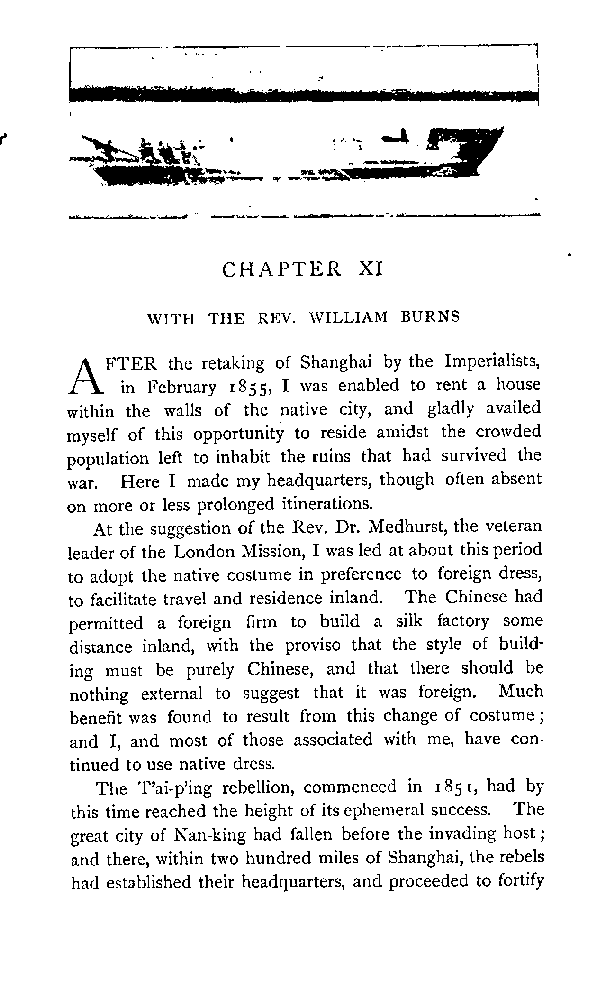 CHAPTER XI
WITH THE REV. WILLIAM BURNS
AFTER the retaking of Shanghai by the Imperialists,
in February 1855, I was enabled to rent a house
within the walls of the native city, and gladly availed
myself of this opportunity to reside amidst the crowded
population left to inhabit the ruins that had survived the
war. Here I made my headquarters, though often absent
on more or less prolonged itinerations.
At the suggestion of the Rev. Dr. Medhurst, the veteran
leader of the London Mission, I was led at about this period
to adopt the native costume in preference to foreign dress,
to facilitate travel and residence inland. The Chinese had
permitted a foreign firm to build a silk factory some
distance inland, with the proviso that the style of build-
ing must be purely Chinese, and that there should be
nothing external to suggest that it was foreign. Much
benefit was found to result from this change of costume;
and I, and most of those associated with me, have con-
tinued to use native dress.
The T'ai-p'ing rebellion, commenced in 1851, had by
this time reached the height of its ephemeral success. The
great city of Nan-king had fallen before the invading host;
and there, within two hundred miles of Shanghai, the rebels
had established their headquarters, and proceeded to fortify